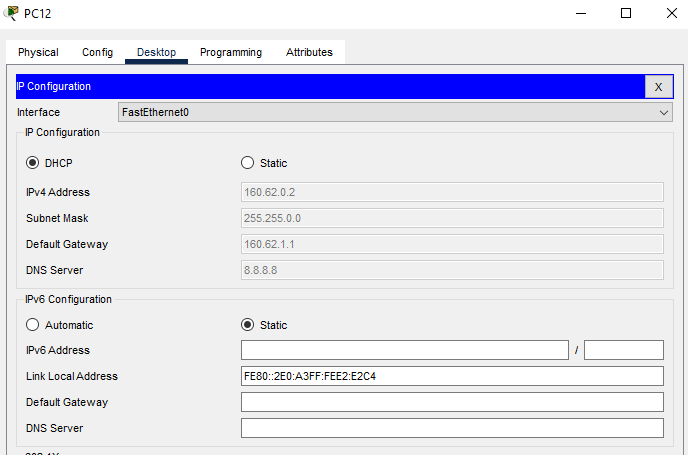 PC12
Physical Config Desktop Programming Attributes
IP Configuration X
Interface FastEthernet0
IP Configuration
DHCP Static
IPv4 Address 160.62.0.2
Subnet Mask 255.255.0.0
Default Gateway 160.62.1.1
DNS Server 8.8.8.8
IPv6 Configuration
Automatic Static
IPv6 Address /
Link Local Address FE80::2E0:A3FF:FEE2:E2C4
Default Gateway
DNS Server